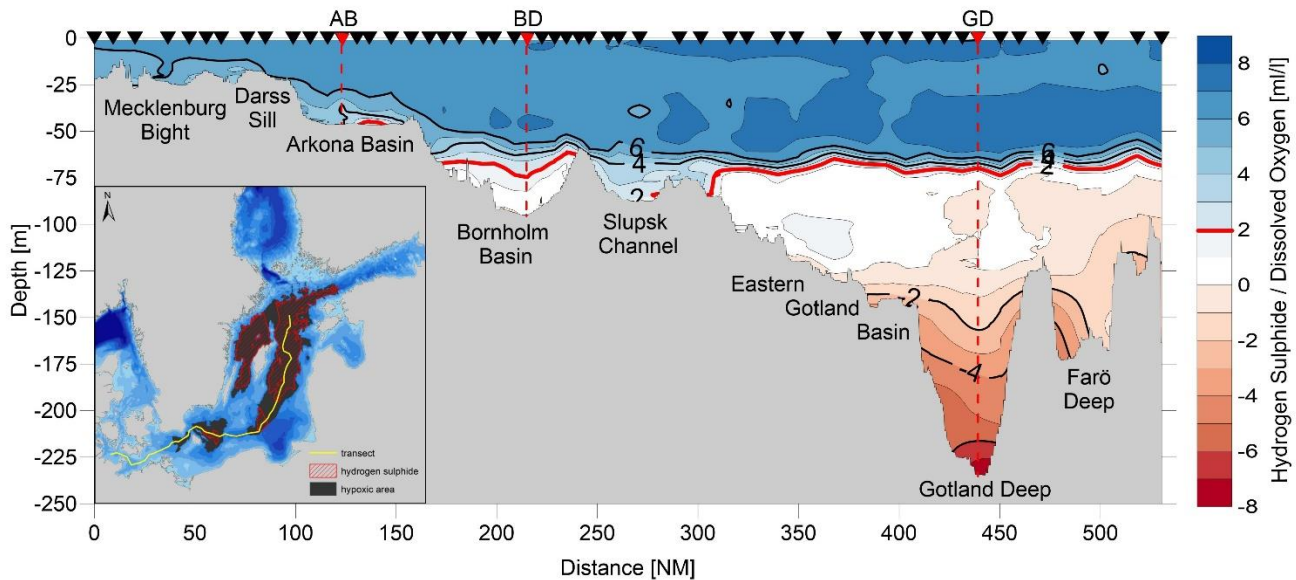 AB
BD
GD
0
-25
-50
-75
-100
-125
-150
-175
-200
-225
-250
Depth [m]
Mecklenburg
Bight
Darss
Sill
Arkona Basin
Bornholm
Basin
Slupsk
Channel
Eastern
Gotland
Basin
Farö
Deep
Gotland Deep
6
4
2
6
2
-2
-4
N
transect
hydrogen sulphide
hypoxic area
0
50
100
150
200
250
300
350
400
450
500
Distance [NM]
8
6
4
2
0
-2
-4
-6
-8
Hydrogen Sulphide / Dissolved Oxygen [ml/l]